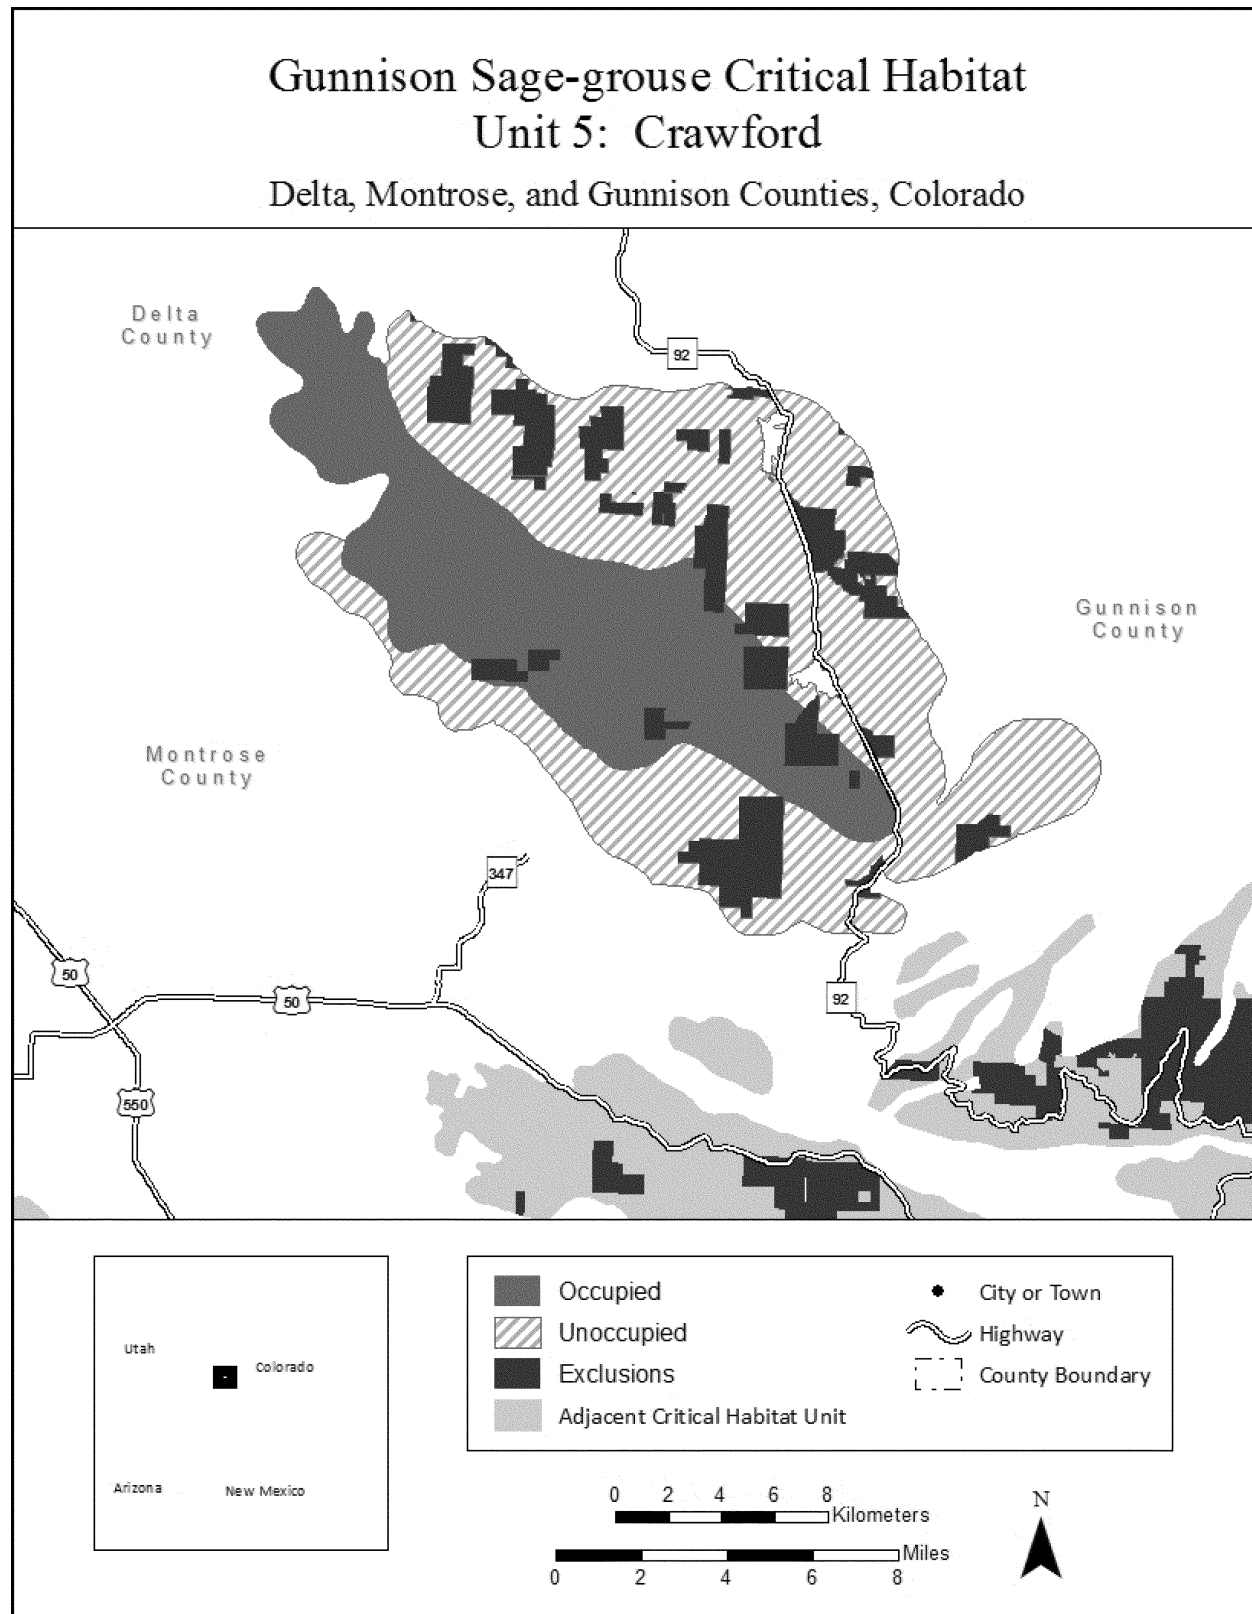 Gunnison Sage-grouse Critical Habitat
Unit 5: Crawford
Delta, Montrose, and Gunnison Counties, Colorado
Delta
County
92
Gunnison
County
Montrose
County
347
50
50
92
550
Utah
Colorado
Arizona
New Mexico
Occupied
Unoccupied
Exclusions
Adjacent Critical Habitat Unit
City or Town
Highway
County Boundary
0 2 4 6 8
Kilometers
Miles
0 2 4 6 8
N